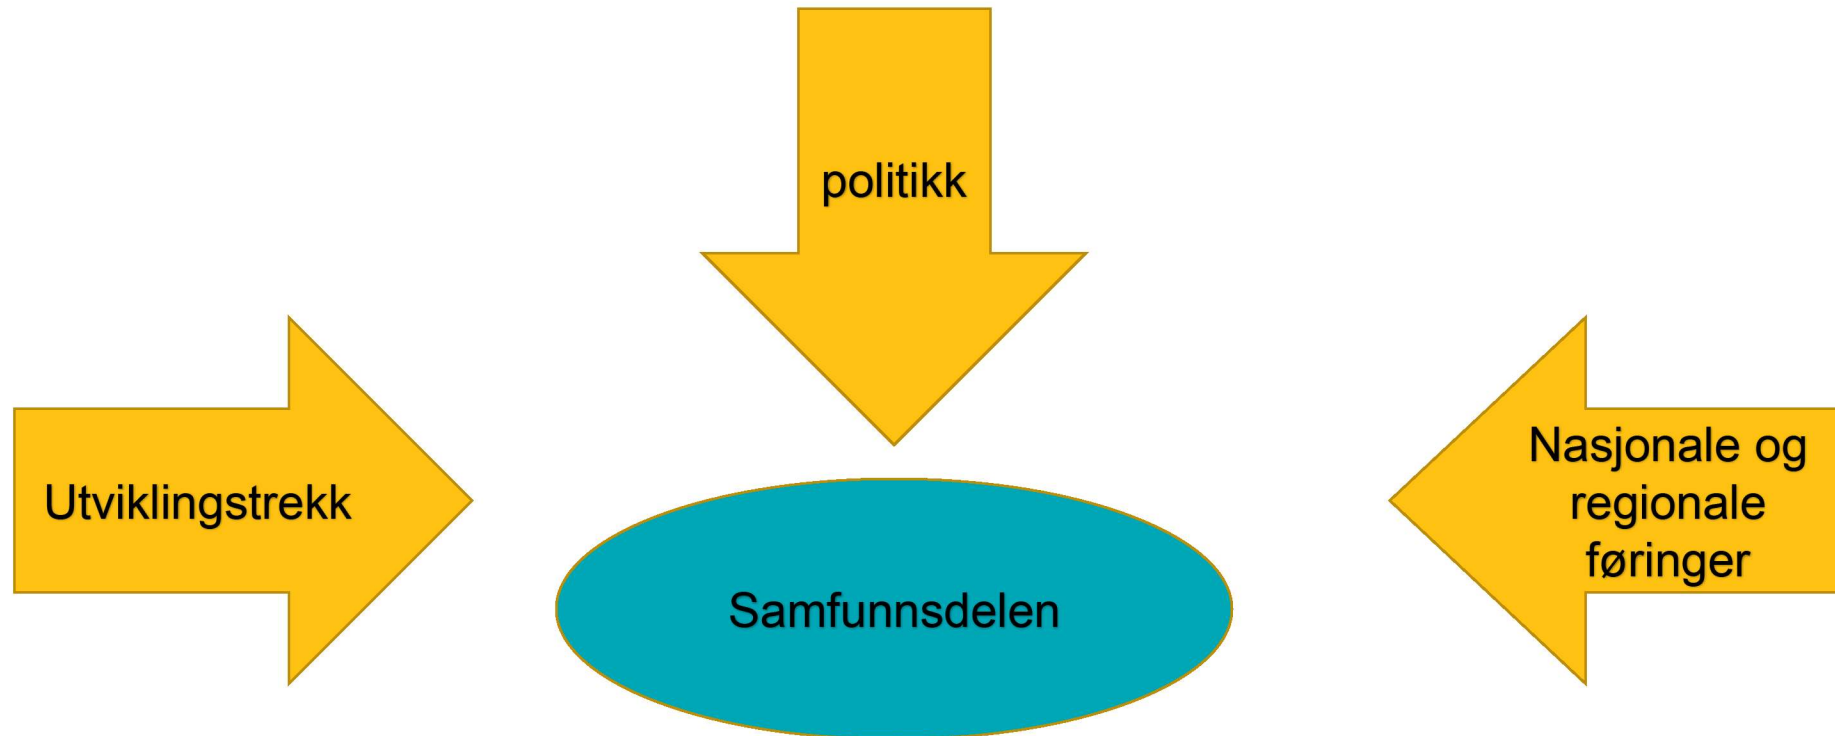 politikk
Utviklingstrekk
Nasjonale og
regionale
føringer
Samfunnsdelen